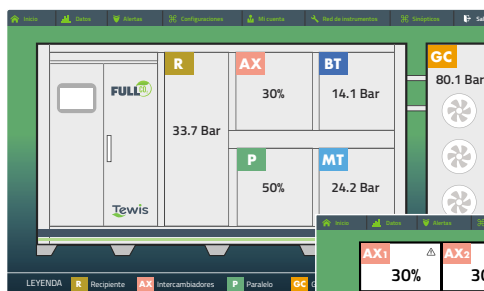 Inicio Datos Alertas Configuraciones Mi cuenta Red de instrumentos Sinópticos Sal
R AX BT GC
30% 14.1 Bar 80.1 Bar
FULL CO₂
33.7 Bar
P MT
50% 24.2 Bar
Tewis
Inicio Datos Alertas
AX1 AX2
30% 30
LEYENDA R Recipiente AX Intercambiadores P Paralelo GC G